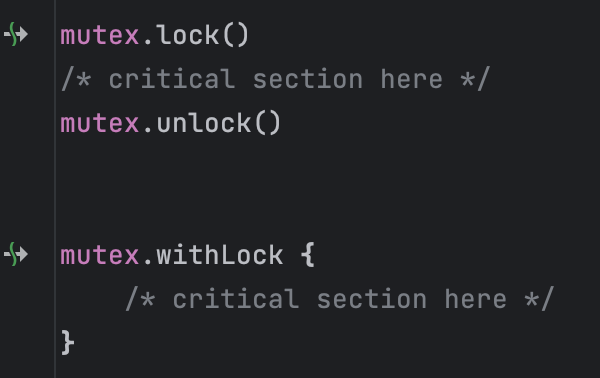 mutex.lock()
/* critical section here */
mutex.unlock()
mutex.withLock {
/* critical section here */
}